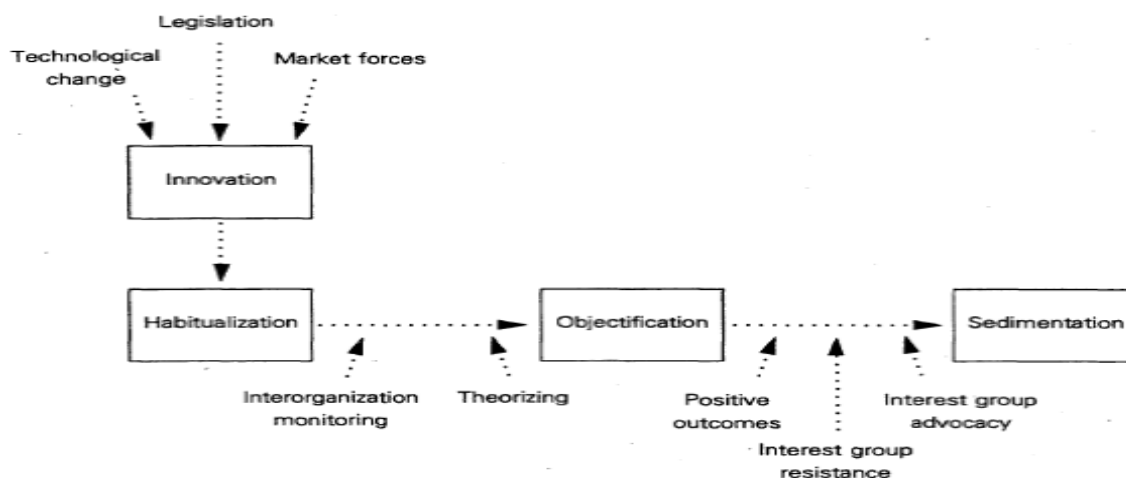 Legislation
Technological
change
Market forces
Innovation
Habitualization
Objectification
Sedimentation
Interorganization
monitoring
Theorizing
Positive
outcomes
Interest group
resistance
Interest group
advocacy